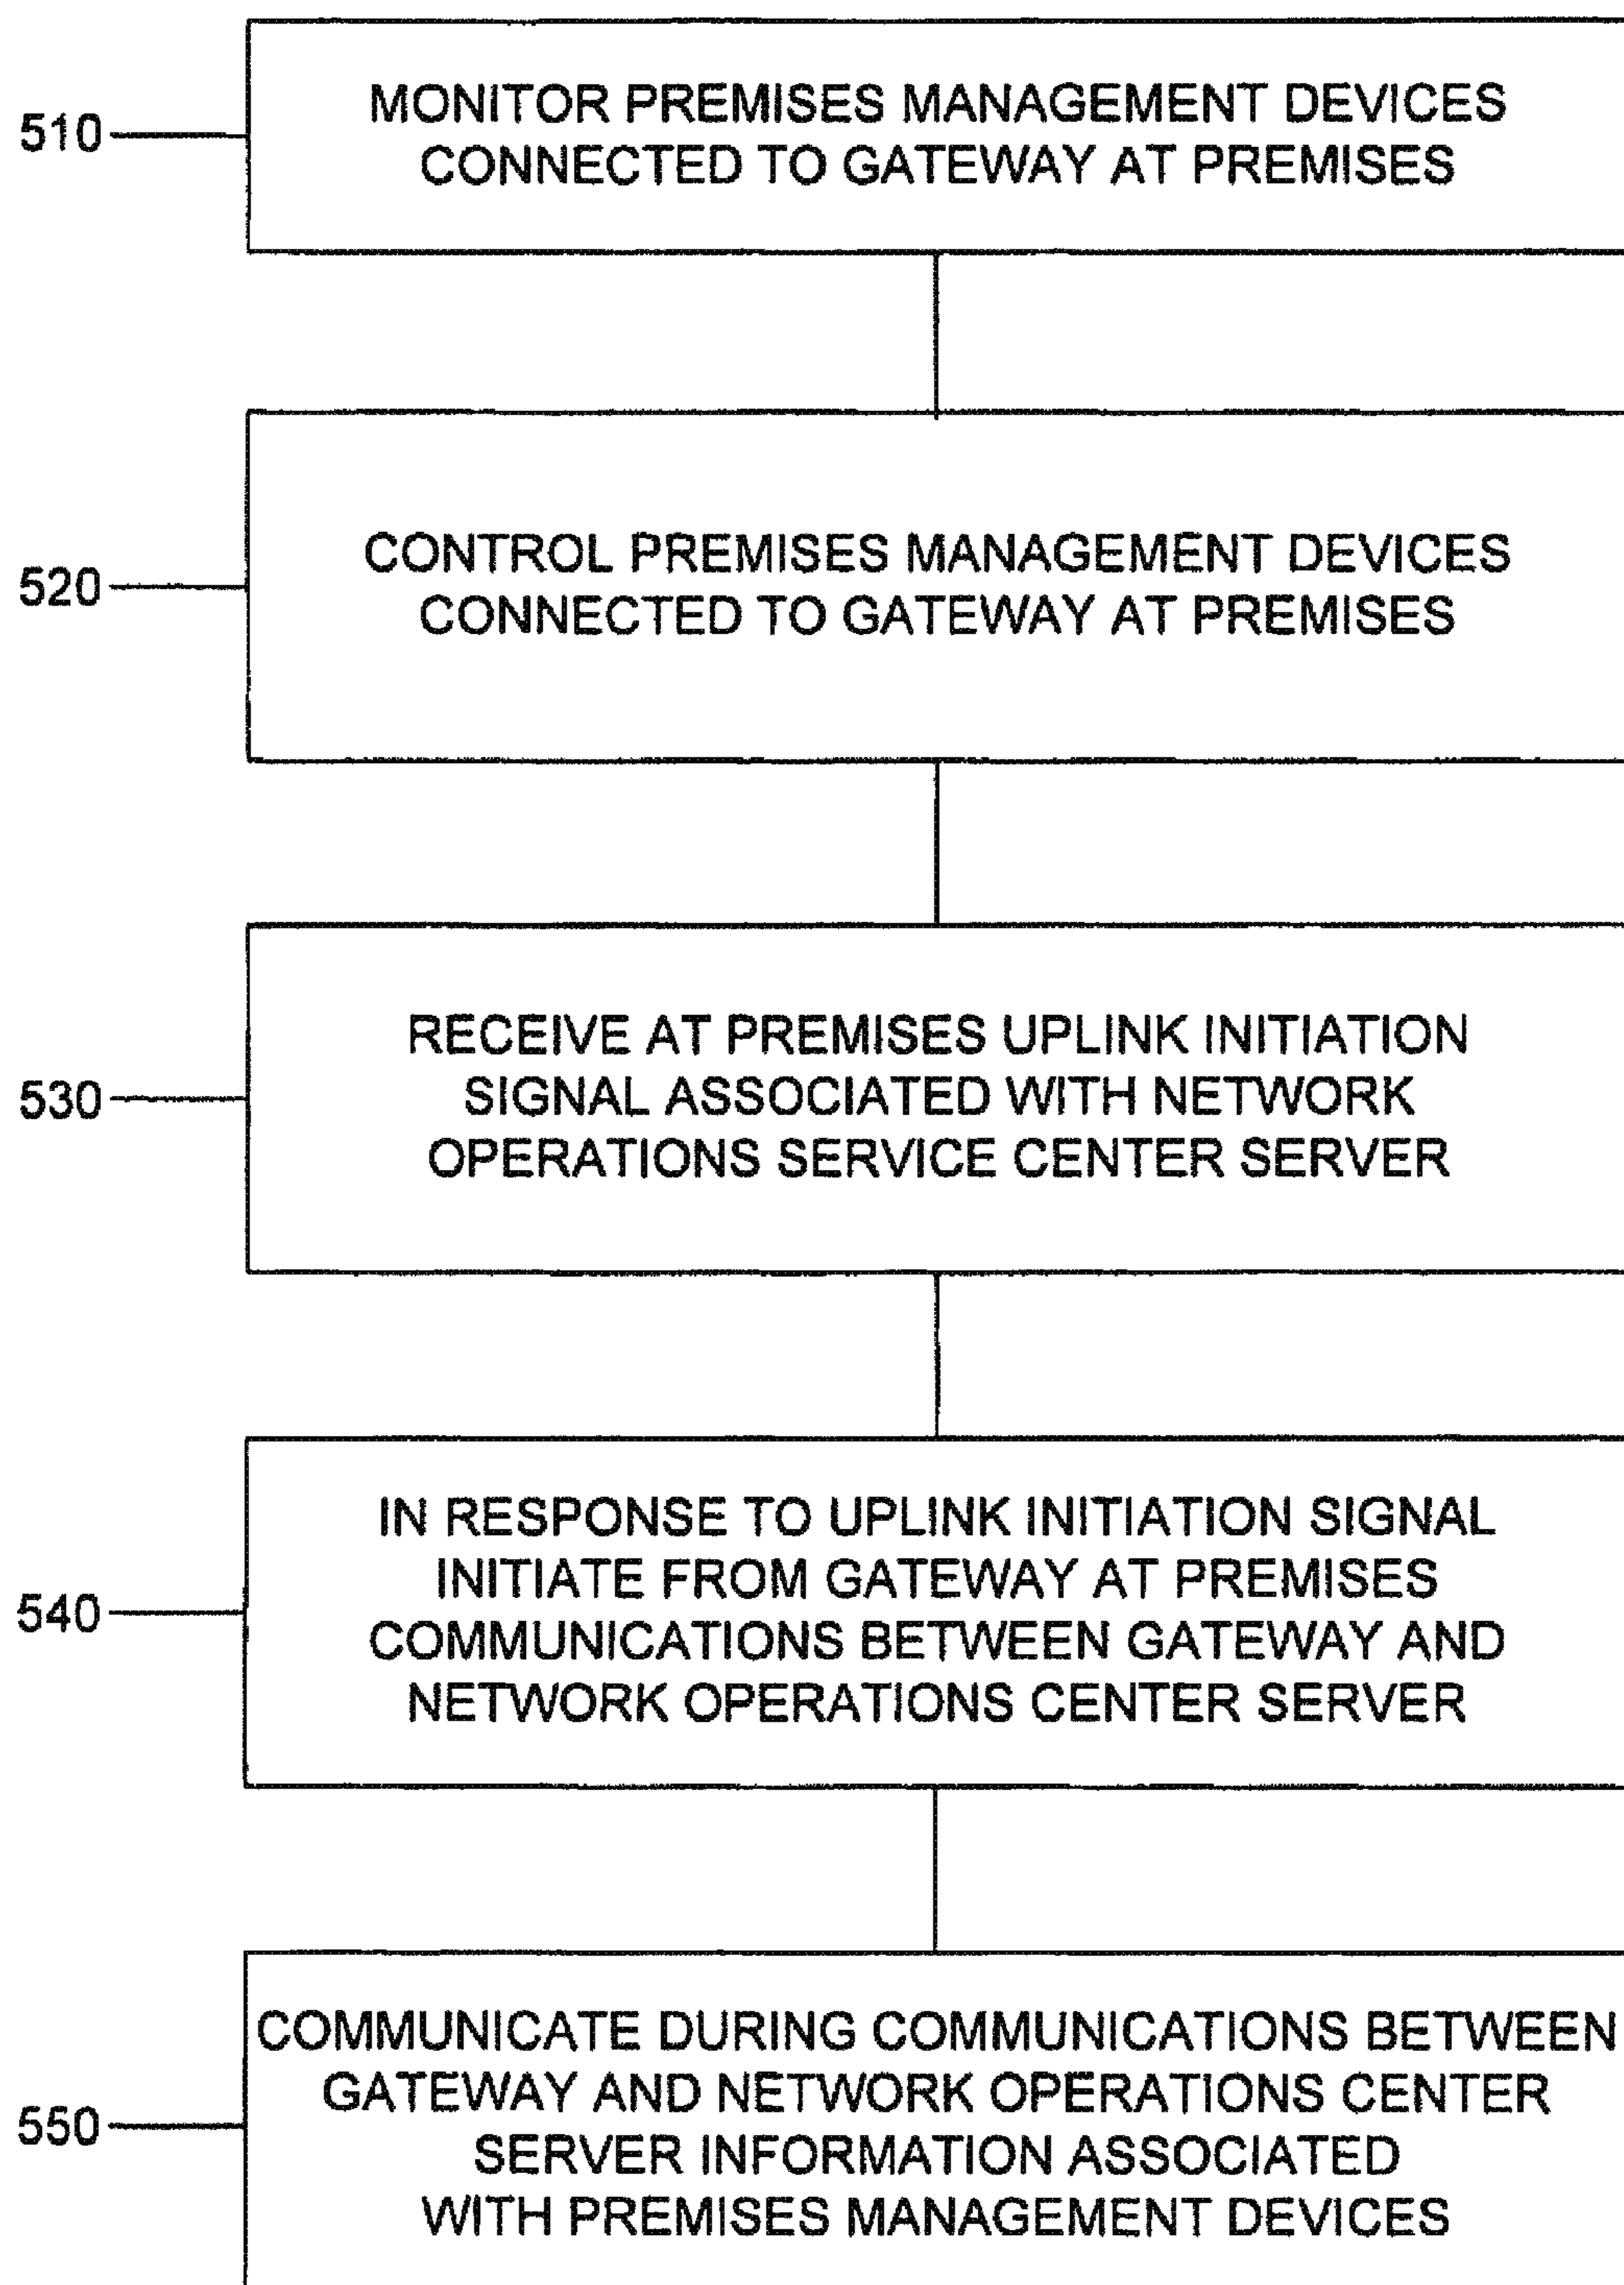 MONITOR PREMISES MANAGEMENT DEVICES
510
CONNECTED TO GATEWAY AT PREMISES
CONTROL PREMISES MANAGEMENT DEVICES
520
CONNECTED TO GATEWAY AT PREMISES
RECEIVE AT PREMISES UPLINK INITIATION
530
SIGNAL ASSOCIATED WITH NETWORK
OPERATIONS SERVICE CENTER SERVER
IN RESPONSE TO UPLINK INITIATION SIGNAL
INITIATE FROM GATEWAY AT PREMISES
540
COMMUNICATIONS BETWEEN GATEWAY AND
NETWORK OPERATIONS CENTER SERVER
COMMUNICATE DURING COMMUNICATIONS BETWEEN
GATEWAY AND NETWORK OPERATIONS CENTER
550
SERVER INFORMATION ASSOCIATED
WITH PREMISES MANAGEMENT DEVICES